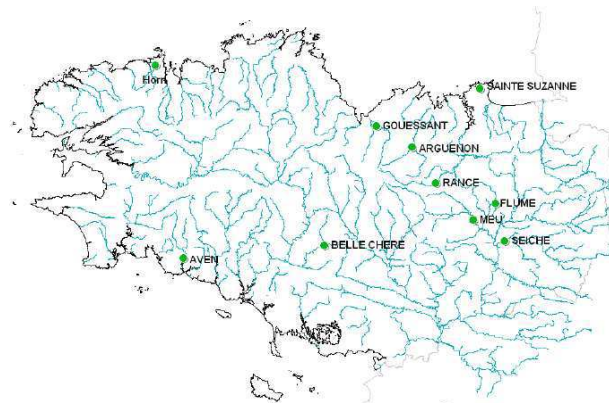 Horn
SAINTE SUZANNE
GOUESSANT
ARGUENON
RANCE
FLUME
MEU
SEICHE
BELLE CHERE
AVEN